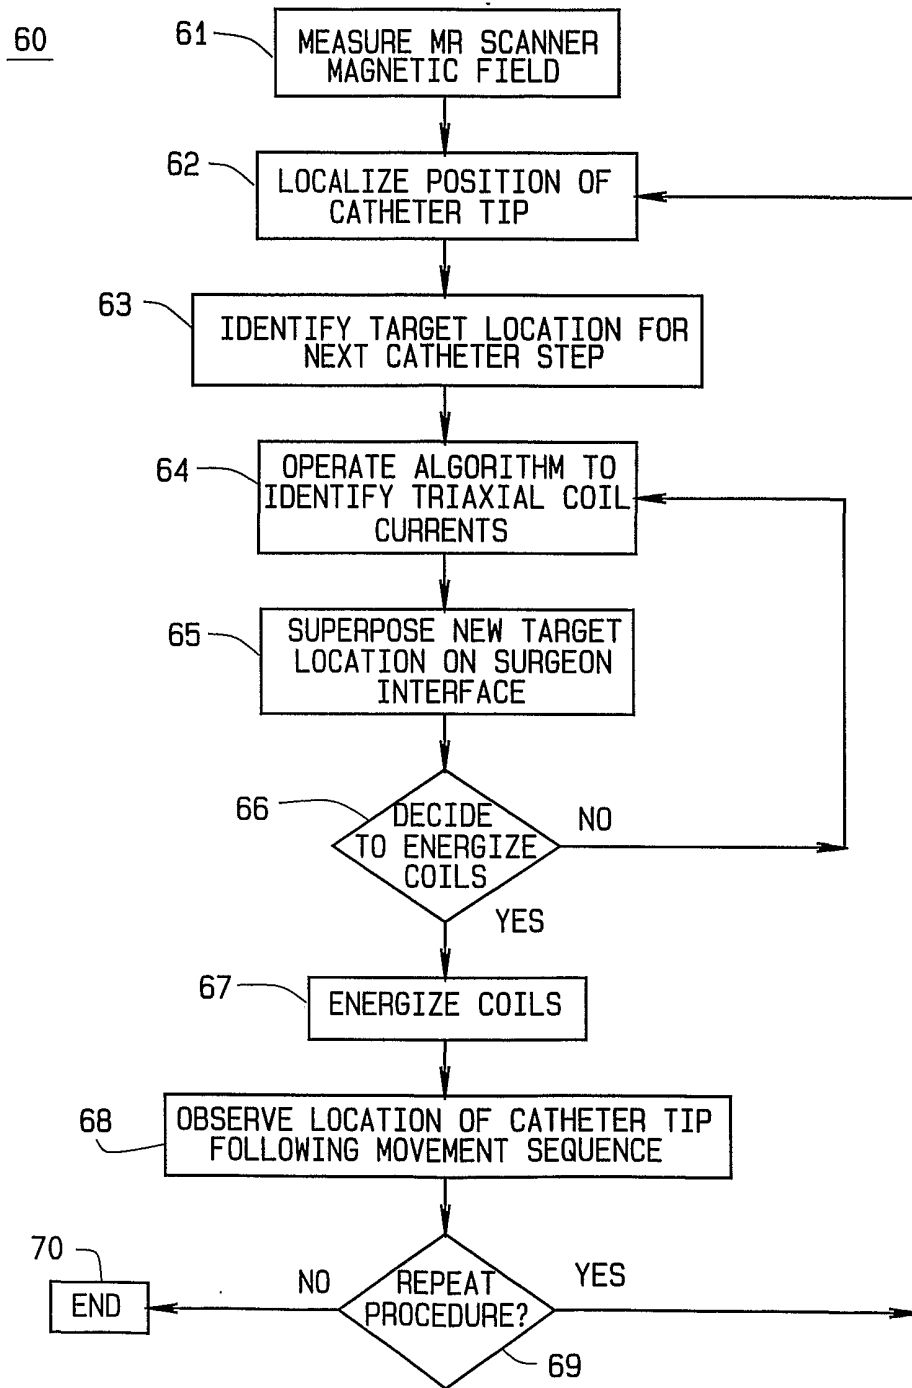 60
61
MEASURE MR SCANNER
MAGNETIC FIELD
62
LOCALIZE POSITION OF
CATHETER TIP
63
IDENTIFY TARGET LOCATION FOR
NEXT CATHETER STEP
64
OPERATE ALGORITHM TO
IDENTIFY TRIAXIAL COIL
CURRENTS
65
SUPERPOSE NEW TARGET
LOCATION ON SURGEON
INTERFACE
66
DECIDE
TO ENERGIZE
COILS
NO
YES
67
ENERGIZE COILS
68
OBSERVE LOCATION OF CATHETER TIP
FOLLOWING MOVEMENT SEQUENCE
70
END
NO
REPEAT
PROCEDURE?
YES
69